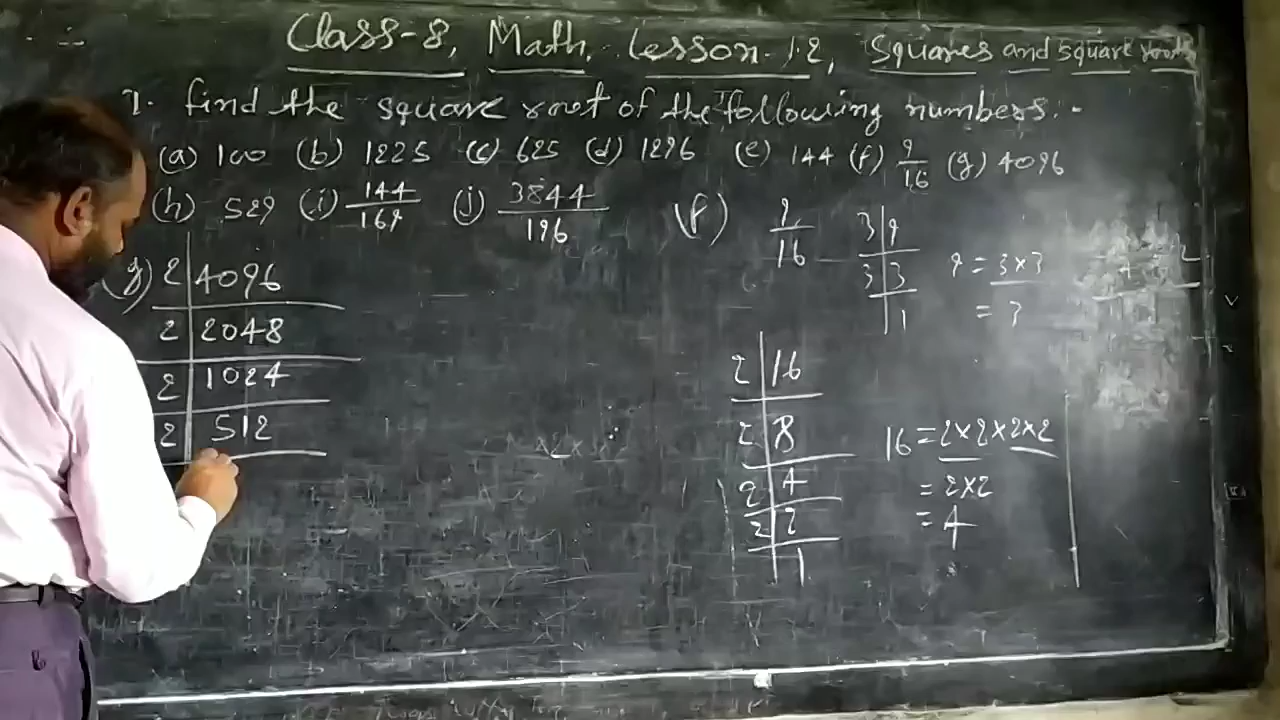 Class-8, Math, Lesson-1.2, Squares and square roots
1. find the square root of the following numbers:-
(a) 100 (b) 1225 (c) 625 (d) 1296 (e) 144 (f) 9/16 (g) 4096
(h) 529 (i) 144/169 (j) 3844/196
(g) 2 | 4096
2 | 2048
2 | 1024
2 | 512
(f) 9/16
3 | 9
3 | 3
1
9 = 3×3
= 3
2 | 16
2 | 8
2 | 4
2 | 2
1
16 = 2×2×2×2
= 2×2
= 4